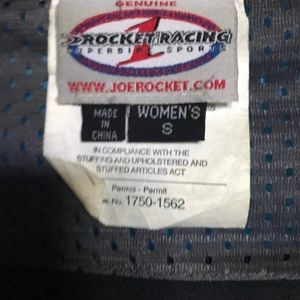 GENUINE
ROCKET RACING
SUPERBIKE SPORTS
WWW.JOEROCKET.COM
MADE IN CHINA
WOMEN'S
S
IN COMPLIANCE WITH THE
STUFFING AND UPHOLSTERED AND
STUFFED ARTICLES ACT
Permis - Permit
No. 1750-1562